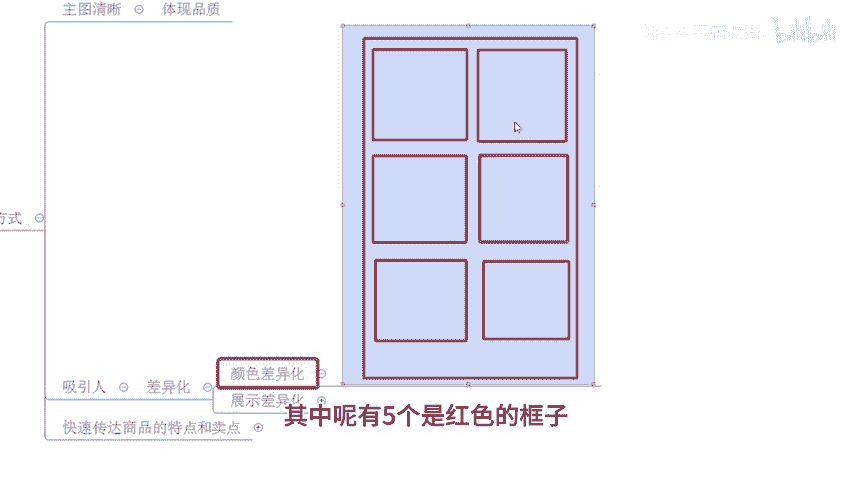 主图清晰 体现品质
方式
吸引人 差异化 颜色差异化
展示差异化
快速传达商品的特点和卖点
其中呢有5个是红色的框子
bilibili